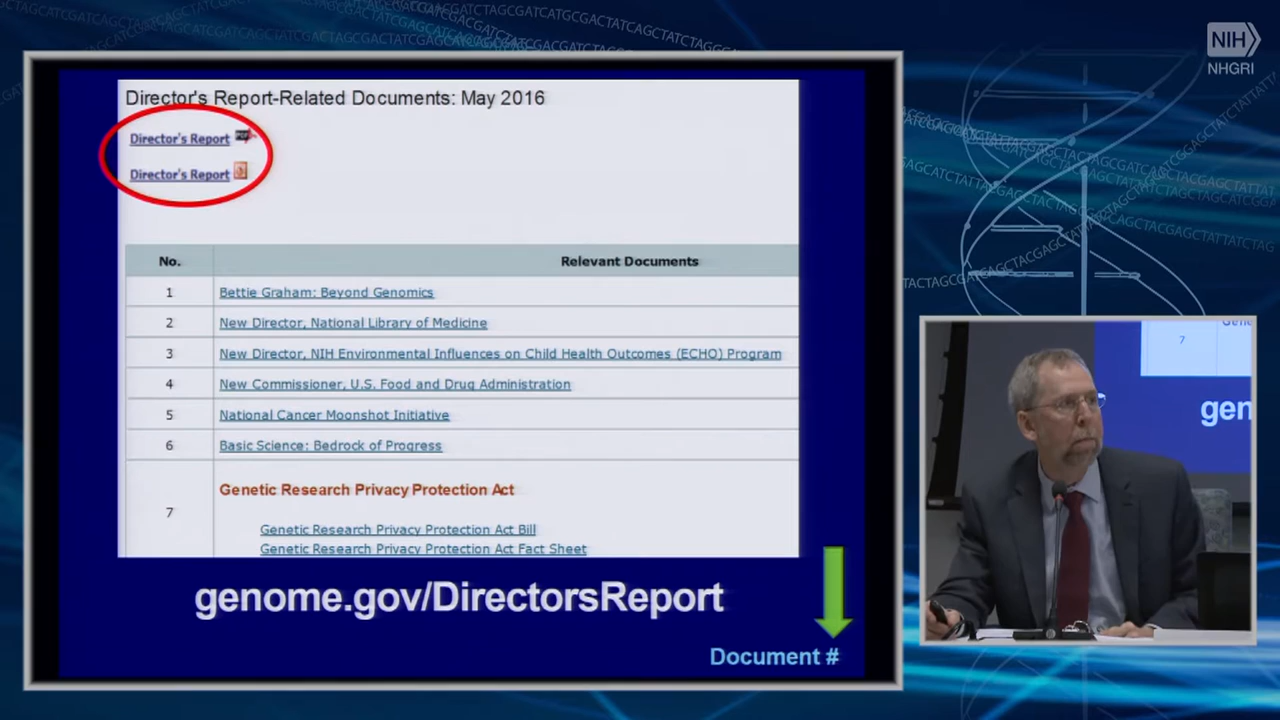 NIH
NHGRI
Director's Report-Related Documents: May 2016
Director's Report
Director's Report
No. Relevant Documents
1 Bettie Graham: Beyond Genomics
2 New Director, National Library of Medicine
3 New Director, NIH Environmental Influences on Child Health Outcomes (ECHO) Program
4 New Commissioner, U.S. Food and Drug Administration
5 National Cancer Moonshot Initiative
6 Basic Science: Bedrock of Progress
7 Genetic Research Privacy Protection Act
Genetic Research Privacy Protection Act Bill
Genetic Research Privacy Protection Act Fact Sheet
genome.gov/DirectorsReport
Document #
7
gen